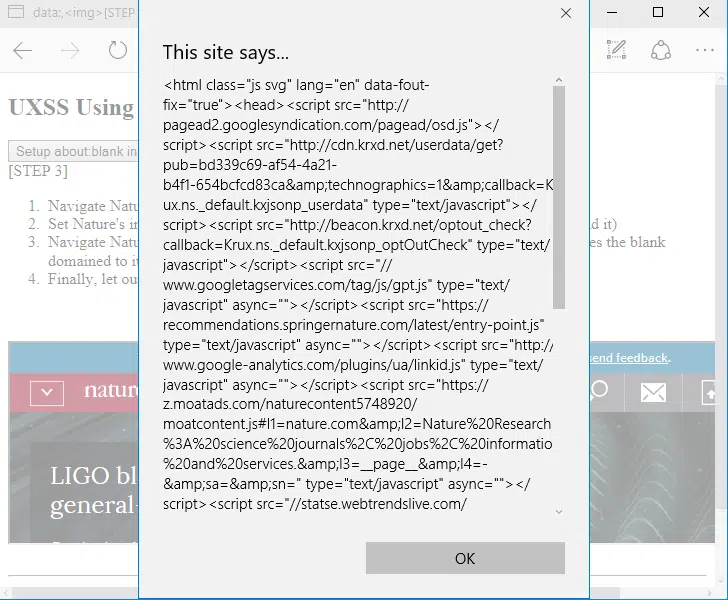 data:,<img>[STEP
This site says...
UXSS Using
Setup about:blank in
[STEP 3]
1. Navigate Natu
2. Set Nature's in
d it)
3. Navigate Natu
es the blank
domained to it
4. Finally, let ou
<html class="js svg" lang="en" data-fout-
fix="true"><head><script src="http://
pagead2.googlesyndication.com/pagead/osd.js"></
script><script src="http://cdn.krxd.net/userdata/get?
pub=bd339c69-af54-4a21-
b4f1-654bcfcd83ca&amp;technographics=1&amp;callback=K
ux.ns._default.kxjsonp_userdata" type="text/javascript"></
script><script src="http://beacon.krxd.net/optout_check?
callback=Krux.ns._default.kxjsonp_optOutCheck" type="text/
javascript"></script><script src="//
www.googletagservices.com/tag/js/gpt.js" type="text/
javascript" async=""></script><script src="https://
recommendations.springernature.com/latest/entry-point.js"
type="text/javascript" async=""></script><script src="http:/
www.google-analytics.com/plugins/ua/linkid.js" type="text/
javascript" async=""></script><script src="https://
z.moatads.com/naturecontent5748920/
moatcontent.js#l1=nature.com&amp;l2=Nature%20Research
%3A%20science%20journals%2C%20jobs%2C%20informatio
%20and%20services.&amp;l3=__page__&amp;l4=-
&amp;sa=&amp;sn=" type="text/javascript" async=""></
script><script src="//statse.webtrendslive.com/
send feedback.
natur
LIGO bl
general-
OK